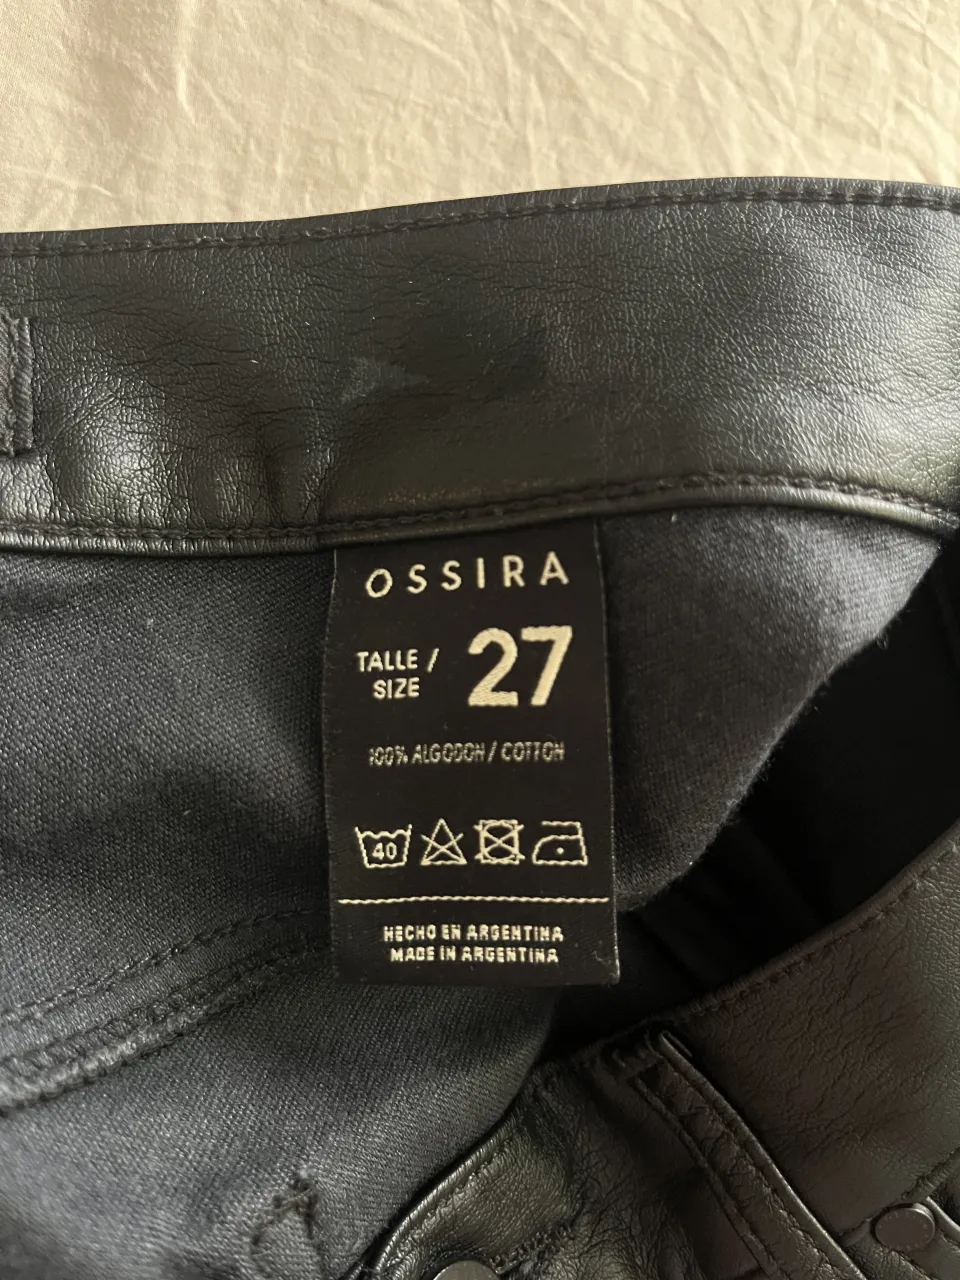 OSSIRA
TALLE /
SIZE
27
100% ALGODON / COTTON
40
HECHO EN ARGENTINA
MADE IN ARGENTINA